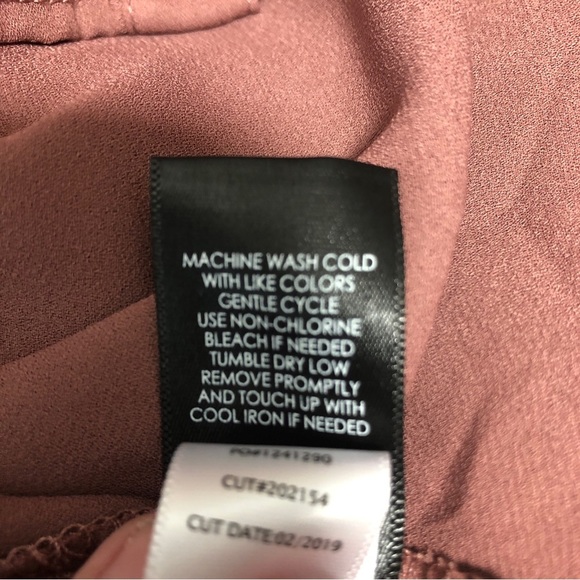 MACHINE WASH COLD
WITH LIKE COLORS
GENTLE CYCLE
USE NON-CHLORINE
BLEACH IF NEEDED
TUMBLE DRY LOW
REMOVE PROMPTLY
AND TOUCH UP WITH
COOL IRON IF NEEDED
CUT#202154
CUT DATE:02/2019